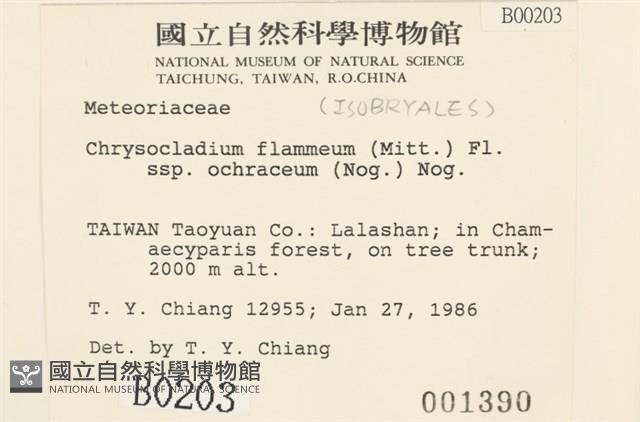 B00203
國立自然科學博物館
NATIONAL MUSEUM OF NATURAL SCIENCE
TAICHUNG, TAIWAN, R.O.CHINA
Meteoriaceae (ISOBRYALES)
Chrysocladium flammeum (Mitt.) Fl.
ssp. ochraceum (Nog.) Nog.
TAIWAN Taoyuan Co.: Lalashan; in Cham-
aecyparis forest, on tree trunk;
2000 m alt.
T. Y. Chiang 12955; Jan 27, 1986
Det. by T. Y. Chiang
國立自然科學博物館
NATIONAL MUSEUM OF NATURAL SCIENCE
B0203
001390